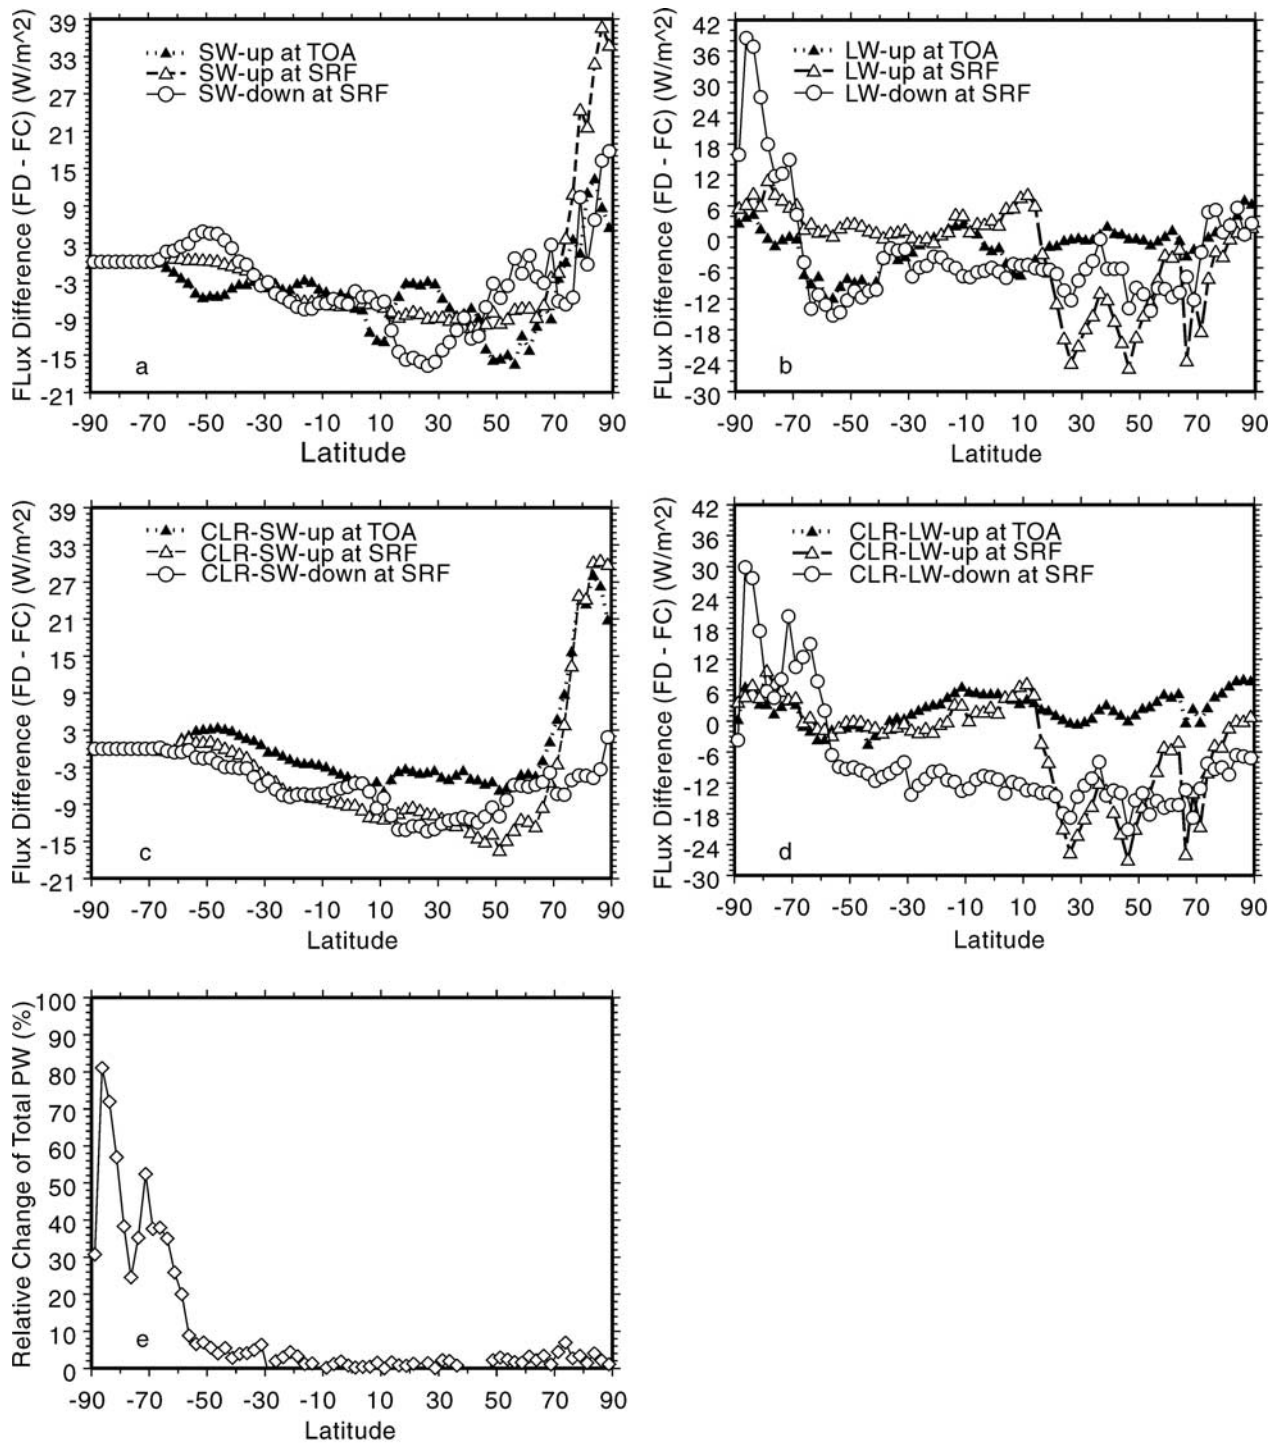 FLux Difference (FD - FC) (W/m^2)
39
33
27
21
15
9
3
-3
-9
-15
-21
SW-up at TOA
SW-up at SRF
SW-down at SRF
a
-90 -70 -50 -30 -10 10 30 50 70 90
Latitude
FLux Difference (FD - FC) (W/m^2)
42
36
30
24
18
12
6
0
-6
-12
-18
-24
-30
LW-up at TOA
LW-up at SRF
LW-down at SRF
b
-90 -70 -50 -30 -10 10 30 50 70 90
Latitude
Flux Difference (FD - FC) (W/m^2)
39
33
27
21
15
9
3
-3
-9
-15
-21
CLR-SW-up at TOA
CLR-SW-up at SRF
CLR-SW-down at SRF
c
-90 -70 -50 -30 -10 10 30 50 70 90
Latitude
FLux Difference (FD - FC) (W/m^2)
42
36
30
24
18
12
6
0
-6
-12
-18
-24
-30
CLR-LW-up at TOA
CLR-LW-up at SRF
CLR-LW-down at SRF
d
-90 -70 -50 -30 -10 10 30 50 70 90
Latitude
Relative Change of Total PW (%)
100
90
80
70
60
50
40
30
20
10
0
e
-90 -70 -50 -30 -10 10 30 50 70 90
Latitude